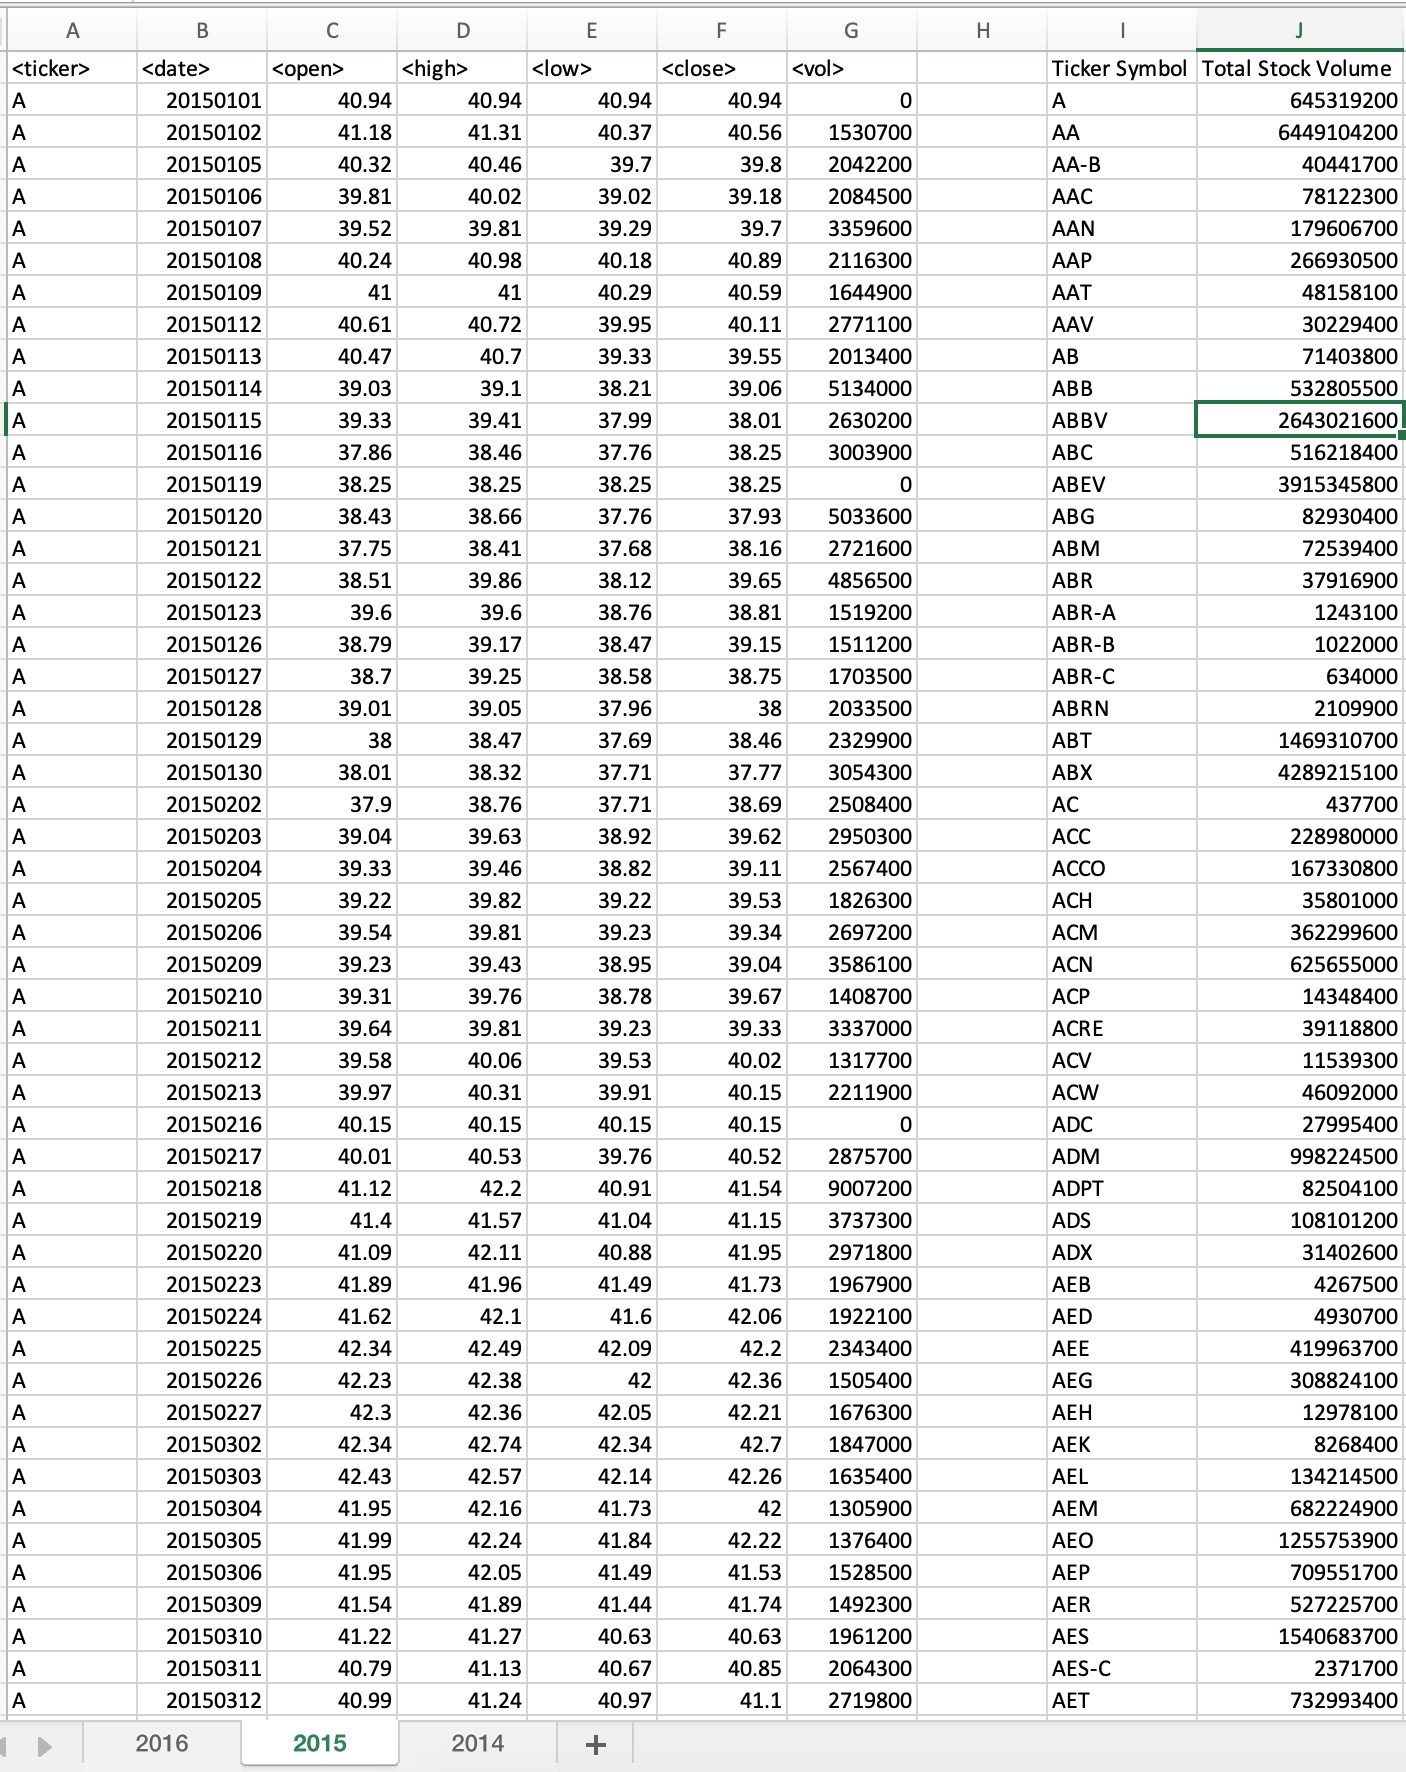 A B C D E F G H I J
<ticker> <date> <open> <high> <low> <close> <vol> Ticker Symbol Total Stock Volume
A 20150101 40.94 40.94 40.94 40.94 0 A 645319200
A 20150102 41.18 41.31 40.37 40.56 1530700 AA 6449104200
A 20150105 40.32 40.46 39.7 39.8 2042200 AA-B 40441700
A 20150106 39.81 40.02 39.02 39.18 2084500 AAC 78122300
A 20150107 39.52 39.81 39.29 39.7 3359600 AAN 179606700
A 20150108 40.24 40.98 40.18 40.89 2116300 AAP 266930500
A 20150109 41 41 40.29 40.59 1644900 AAT 48158100
A 20150112 40.61 40.72 39.95 40.11 2771100 AAV 30229400
A 20150113 40.47 40.7 39.33 39.55 2013400 AB 71403800
A 20150114 39.03 39.1 38.21 39.06 5134000 ABB 532805500
A 20150115 39.33 39.41 37.99 38.01 2630200 ABBV 2643021600
A 20150116 37.86 38.46 37.76 38.25 3003900 ABC 516218400
A 20150119 38.25 38.25 38.25 38.25 0 ABEV 3915345800
A 20150120 38.43 38.66 37.76 37.93 5033600 ABG 82930400
A 20150121 37.75 38.41 37.68 38.16 2721600 ABM 72539400
A 20150122 38.51 39.86 38.12 39.65 4856500 ABR 37916900
A 20150123 39.6 39.6 38.76 38.81 1519200 ABR-A 1243100
A 20150126 38.79 39.17 38.47 39.15 1511200 ABR-B 1022000
A 20150127 38.7 39.25 38.58 38.75 1703500 ABR-C 634000
A 20150128 39.01 39.05 37.96 38 2033500 ABRN 2109900
A 20150129 38 38.47 37.69 38.46 2329900 ABT 1469310700
A 20150130 38.01 38.32 37.71 37.77 3054300 ABX 4289215100
A 20150202 37.9 38.76 37.71 38.69 2508400 AC 437700
A 20150203 39.04 39.63 38.92 39.62 2950300 ACC 228980000
A 20150204 39.33 39.46 38.82 39.11 2567400 ACCO 167330800
A 20150205 39.22 39.82 39.22 39.53 1826300 ACH 35801000
A 20150206 39.54 39.81 39.23 39.34 2697200 ACM 362299600
A 20150209 39.23 39.43 38.95 39.04 3586100 ACN 625655000
A 20150210 39.31 39.76 38.78 39.67 1408700 ACP 14348400
A 20150211 39.64 39.81 39.23 39.33 3337000 ACRE 39118800
A 20150212 39.58 40.06 39.53 40.02 1317700 ACV 11539300
A 20150213 39.97 40.31 39.91 40.15 2211900 ACW 46092000
A 20150216 40.15 40.15 40.15 40.15 0 ADC 27995400
A 20150217 40.01 40.53 39.76 40.52 2875700 ADM 998224500
A 20150218 41.12 42.2 40.91 41.54 9007200 ADPT 82504100
A 20150219 41.4 41.57 41.04 41.15 3737300 ADS 108101200
A 20150220 41.09 42.11 40.88 41.95 2971800 ADX 31402600
A 20150223 41.89 41.96 41.49 41.73 1967900 AEB 4267500
A 20150224 41.62 42.1 41.6 42.06 1922100 AED 4930700
A 20150225 42.34 42.49 42.09 42.2 2343400 AEE 419963700
A 20150226 42.23 42.38 42 42.36 1505400 AEG 308824100
A 20150227 42.3 42.36 42.05 42.21 1676300 AEH 12978100
A 20150302 42.34 42.74 42.34 42.7 1847000 AEK 8268400
A 20150303 42.43 42.57 42.14 42.26 1635400 AEL 134214500
A 20150304 41.95 42.16 41.73 42 1305900 AEM 682224900
A 20150305 41.99 42.24 41.84 42.22 1376400 AEO 1255753900
A 20150306 41.95 42.05 41.49 41.53 1528500 AEP 709551700
A 20150309 41.54 41.89 41.44 41.74 1492300 AER 527225700
A 20150310 41.22 41.27 40.63 40.63 1961200 AES 1540683700
A 20150311 40.79 41.13 40.67 40.85 2064300 AES-C 2371700
A 20150312 40.99 41.24 40.97 41.1 2719800 AET 732993400
2016 2015 2014 +